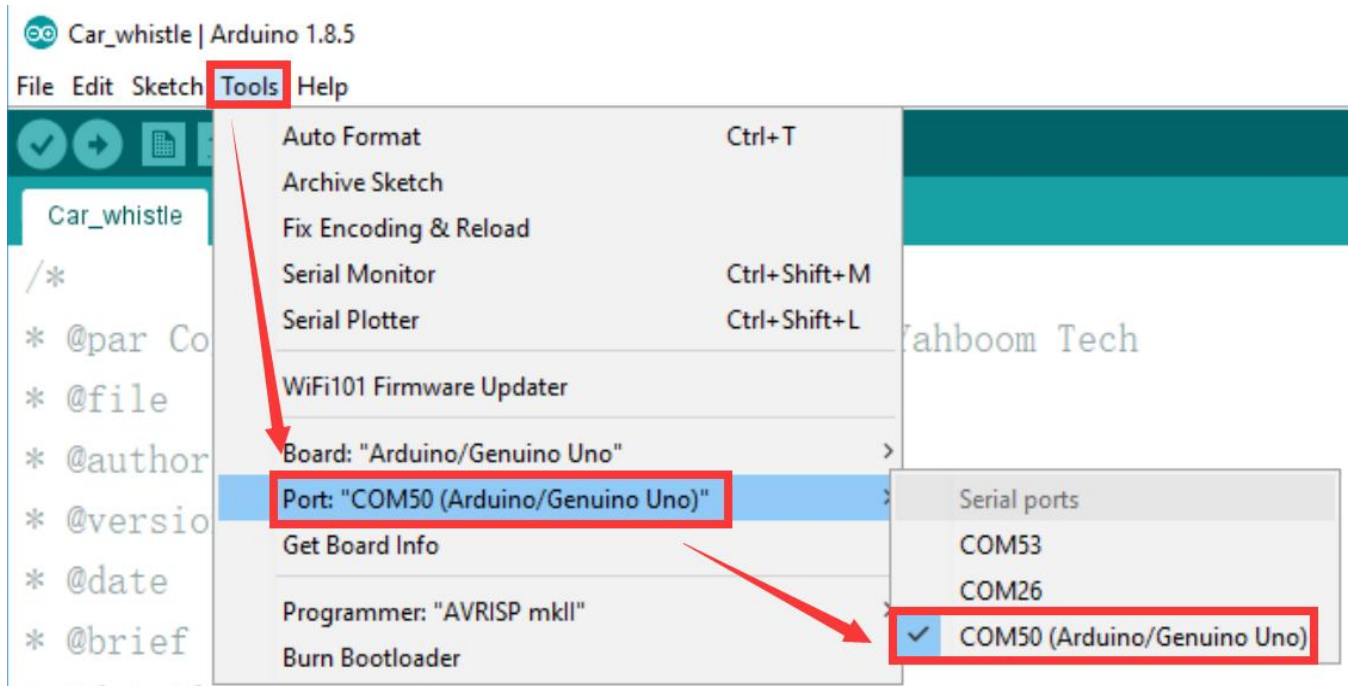 Car_whistle | Arduino 1.8.5
File Edit Sketch Tools Help
Auto Format Ctrl+T
Archive Sketch
Car_whistle
Fix Encoding & Reload
/*
Serial Monitor Ctrl+Shift+M
Serial Plotter Ctrl+Shift+L
* @par Co
ahboom Tech
WiFi101 Firmware Updater
* @file
Board: "Arduino/Genuino Uno"
* @author
Port: "COM50 (Arduino/Genuino Uno)"
Serial ports
* @versio
Get Board Info
COM53
* @date
COM26
Programmer: "AVRISP mkII"
COM50 (Arduino/Genuino Uno)
* @brief
Burn Bootloader